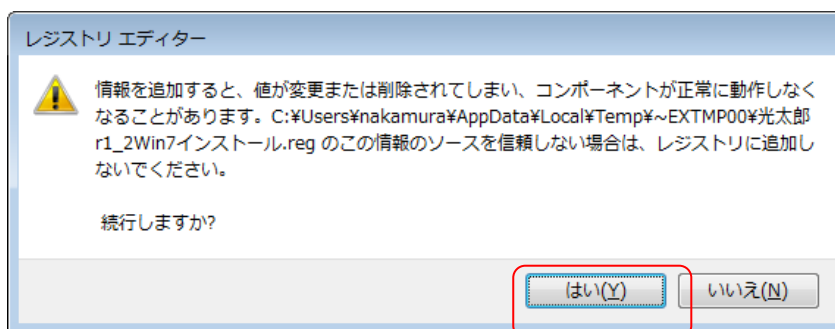 レジストリ エディター
情報を追加すると、値が変更または削除されてしまい、コンポーネントが正常に動作しなく
なることがあります。C:¥Users¥nakamura¥AppData¥Local¥Temp¥~EXTMP00¥光太郎
r1_2Win7インストール.reg のこの情報のソースを信頼しない場合は、レジストリに追加し
ないでください。
続行しますか?
はい(Y) いいえ(N)